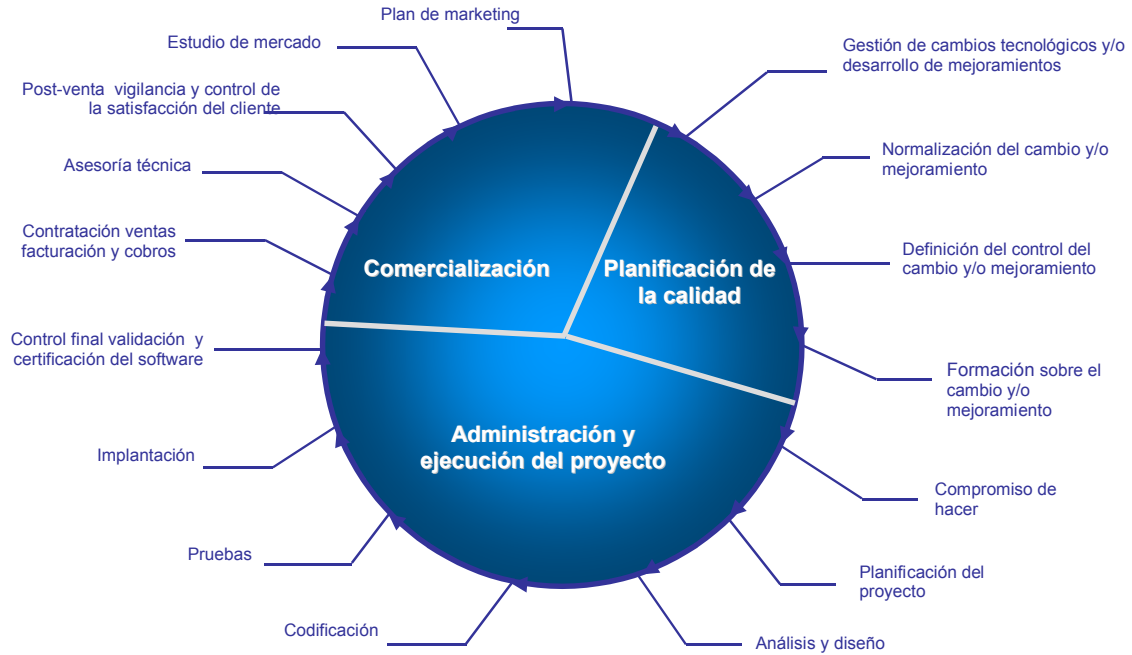 Plan de marketing
Estudio de mercado
Post-venta vigilancia y control de
la satisfacción del cliente
Asesoría técnica
Contratación ventas
facturación y cobros
Control final validación y
certificación del software
Implantación
Pruebas
Codificación
Gestión de cambios tecnológicos y/o
desarrollo de mejoramientos
Normalización del cambio y/o
mejoramiento
Definición del control del
cambio y/o mejoramiento
Formación sobre el
cambio y/o
mejoramiento
Compromiso de
hacer
Planificación del
proyecto
Análisis y diseño
Comercialización
Planificación de
la calidad
Administración y
ejecución del proyecto